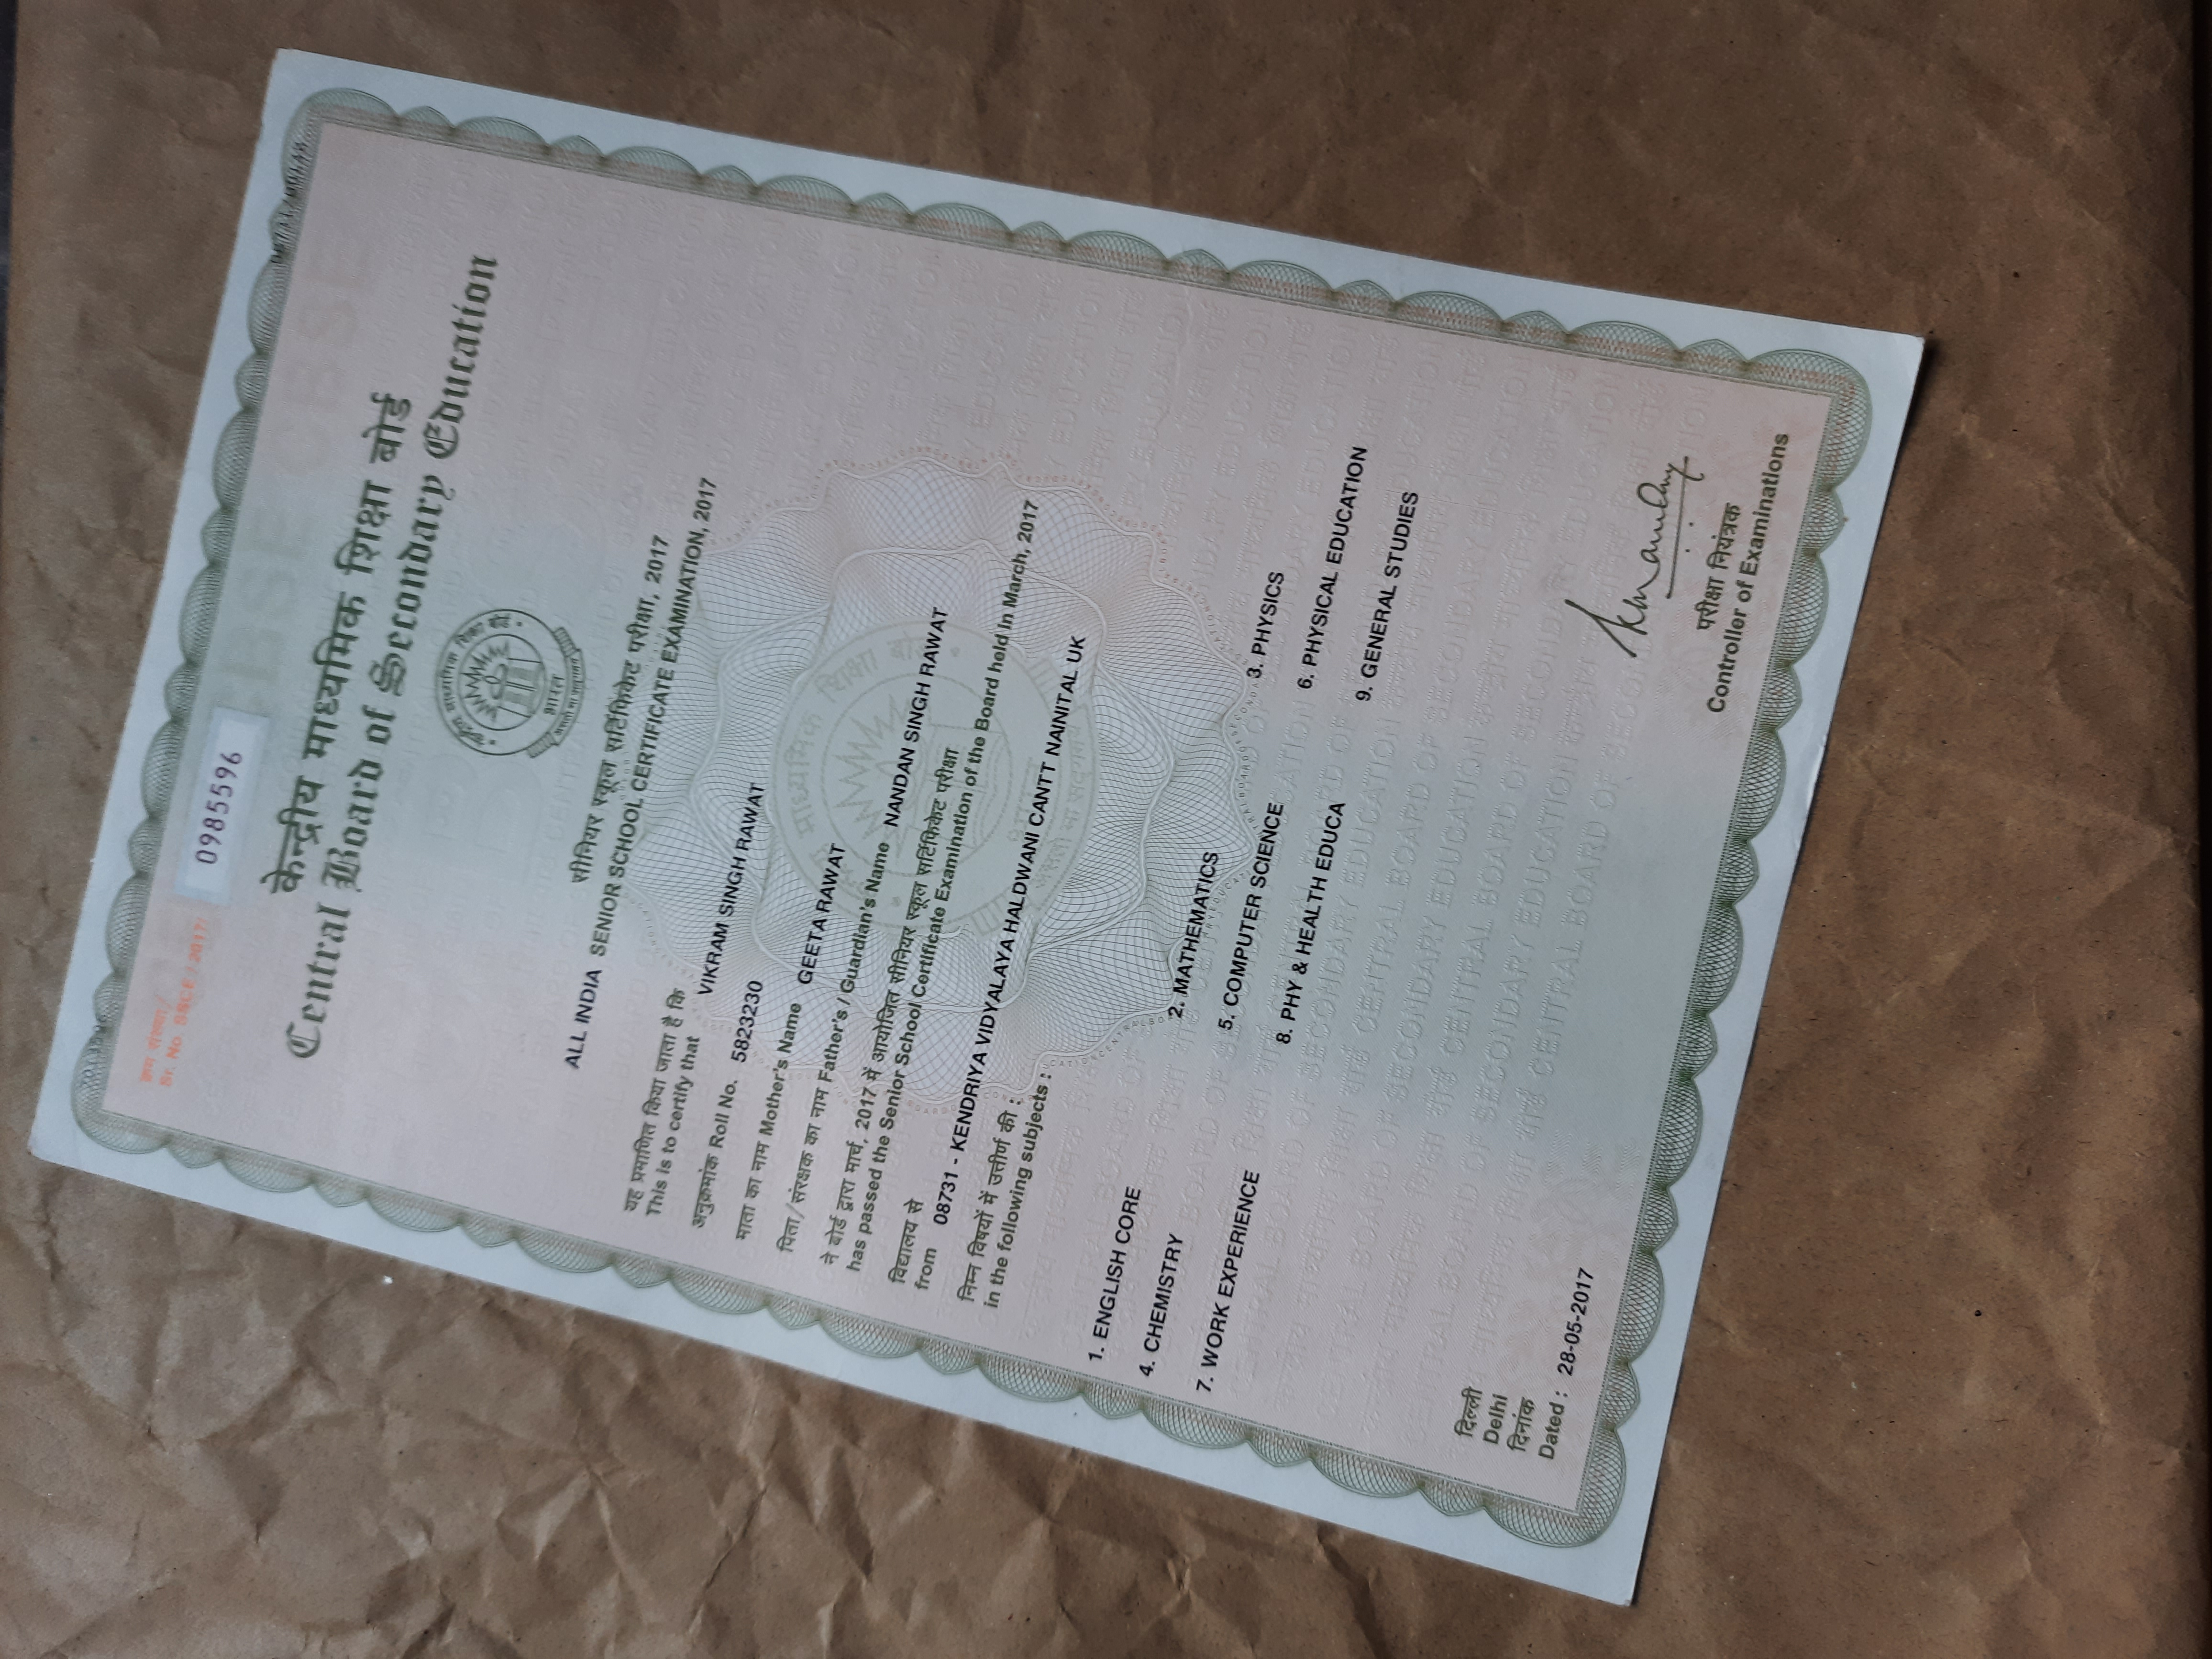 क्रम संख्या/
Sr. No. SSCE / 2017/ 0985596
केन्द्रीय माध्यमिक शिक्षा बोर्ड
Central Board of Secondary Education
भारत
असतो मा सद्गमय
सीनियर स्कूल सर्टिफिकेट परीक्षा, 2017
ALL INDIA SENIOR SCHOOL CERTIFICATE EXAMINATION, 2017
यह प्रमाणित किया जाता है कि
This is to certify that VIKRAM SINGH RAWAT
अनुक्रमांक Roll No. 5823230
माता का नाम Mother's Name GEETA RAWAT
पिता/संरक्षक का नाम Father's / Guardian's Name NANDAN SINGH RAWAT
ने बोर्ड द्वारा मार्च, 2017 में आयोजित सीनियर स्कूल सर्टिफिकेट परीक्षा
has passed the Senior School Certificate Examination of the Board held in March, 2017
विद्यालय से
from 08731 - KENDRIYA VIDYALAYA HALDWANI CANTT NAINITAL UK
निम्न विषयों में उत्तीर्ण की :
in the following subjects :
1. ENGLISH CORE 2. MATHEMATICS 3. PHYSICS
4. CHEMISTRY 5. COMPUTER SCIENCE 6. PHYSICAL EDUCATION
7. WORK EXPERIENCE 8. PHY & HEALTH EDUCA 9. GENERAL STUDIES
दिल्ली
Delhi
दिनांक
Dated : 28-05-2017
परीक्षा नियंत्रक
Controller of Examinations